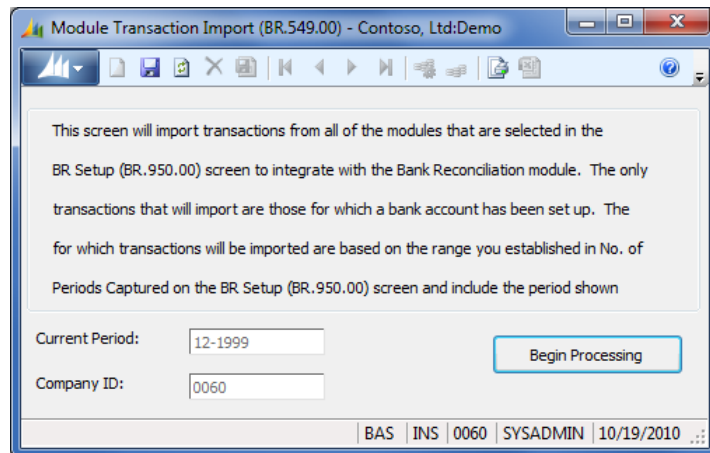 Module Transaction Import (BR.549.00) - Contoso, Ltd:Demo
This screen will import transactions from all of the modules that are selected in the
BR Setup (BR.950.00) screen to integrate with the Bank Reconciliation module. The only
transactions that will import are those for which a bank account has been set up. The
for which transactions will be imported are based on the range you established in No. of
Periods Captured on the BR Setup (BR.950.00) screen and include the period shown
Current Period: 12-1999
Begin Processing
Company ID: 0060
BAS INS 0060 SYSADMIN 10/19/2010